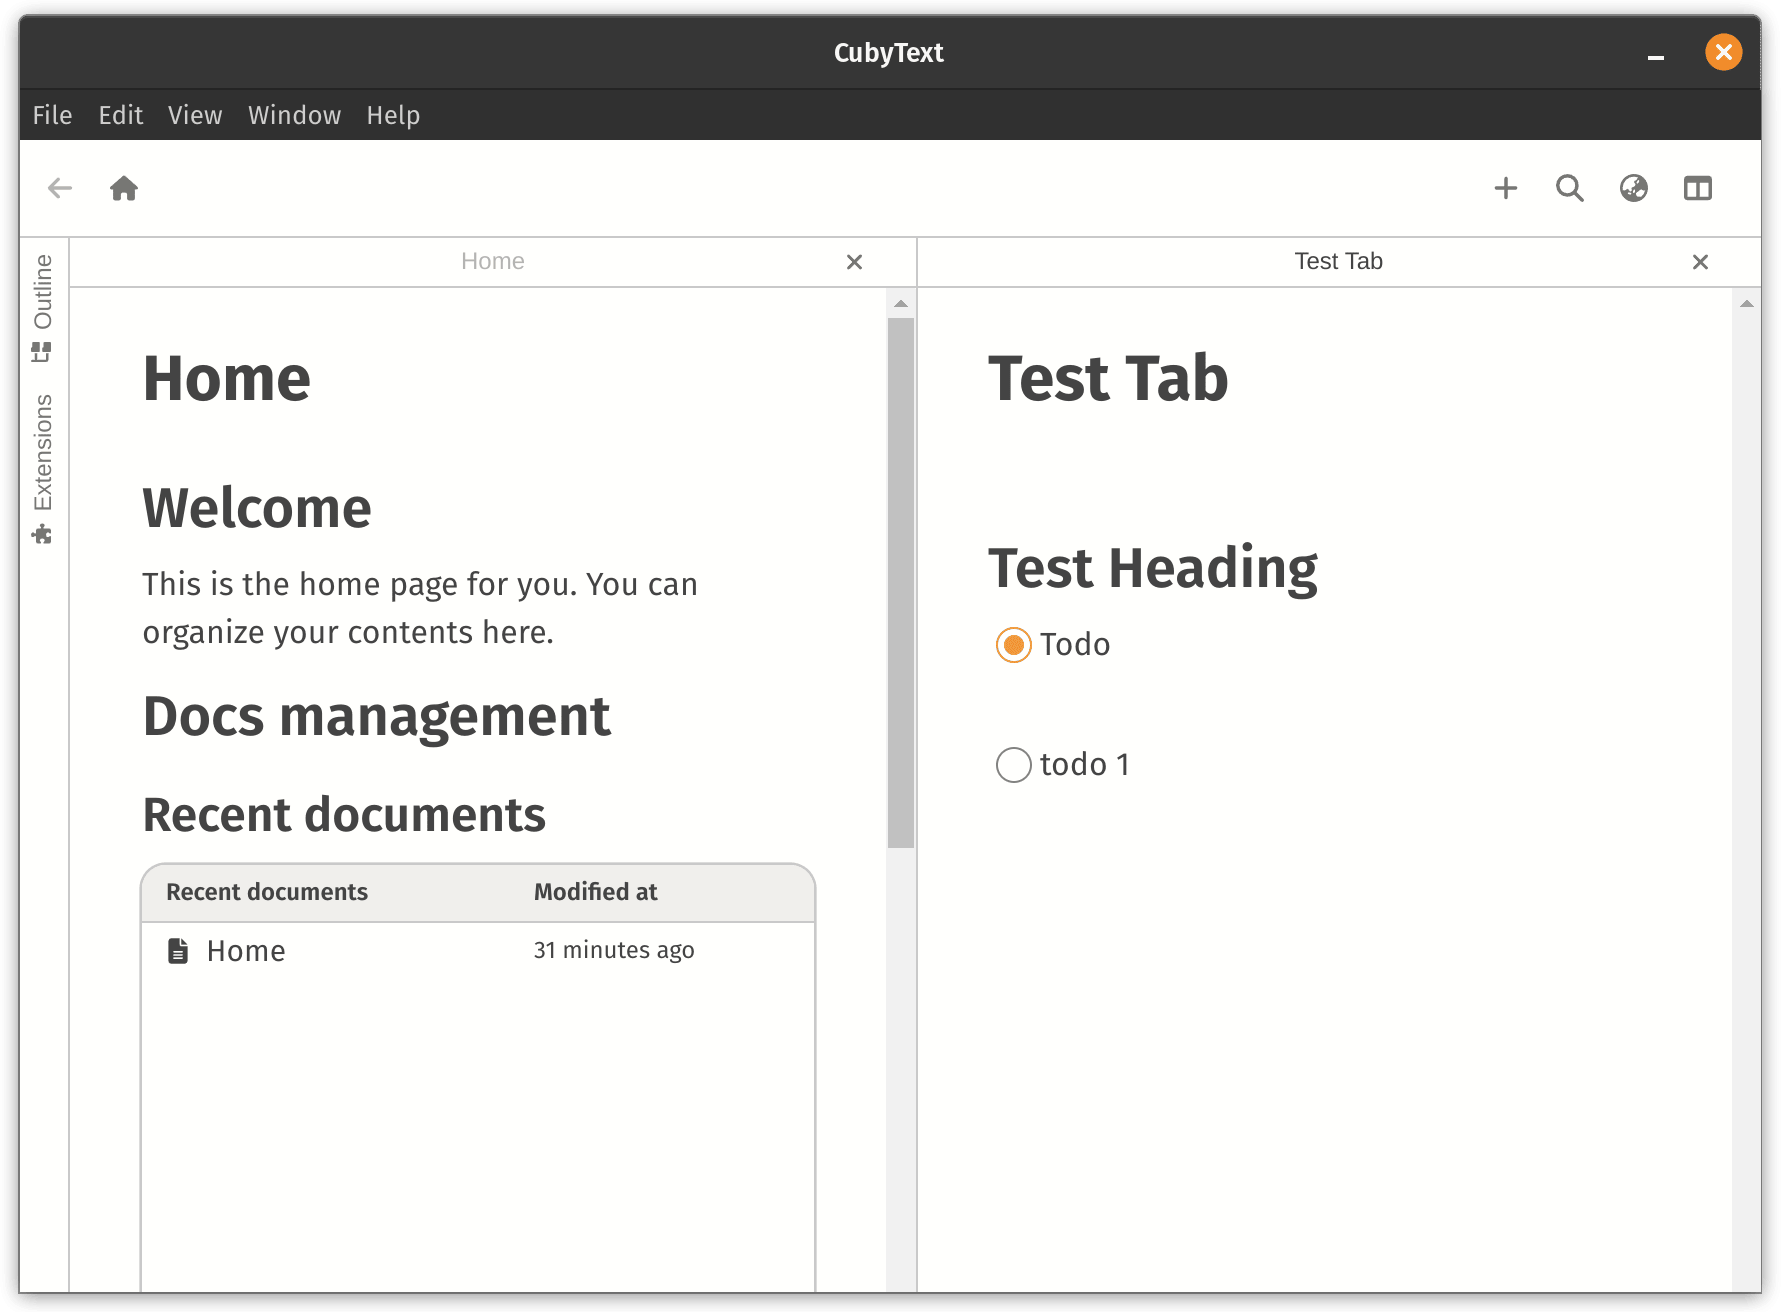 CubyText
File Edit View Window Help
Outline
Extensions
Home
Home
Welcome
This is the home page for you. You can
organize your contents here.
Docs management
Recent documents
Recent documents Modified at
Home 31 minutes ago
Test Tab
Test Tab
Test Heading
Todo
todo 1